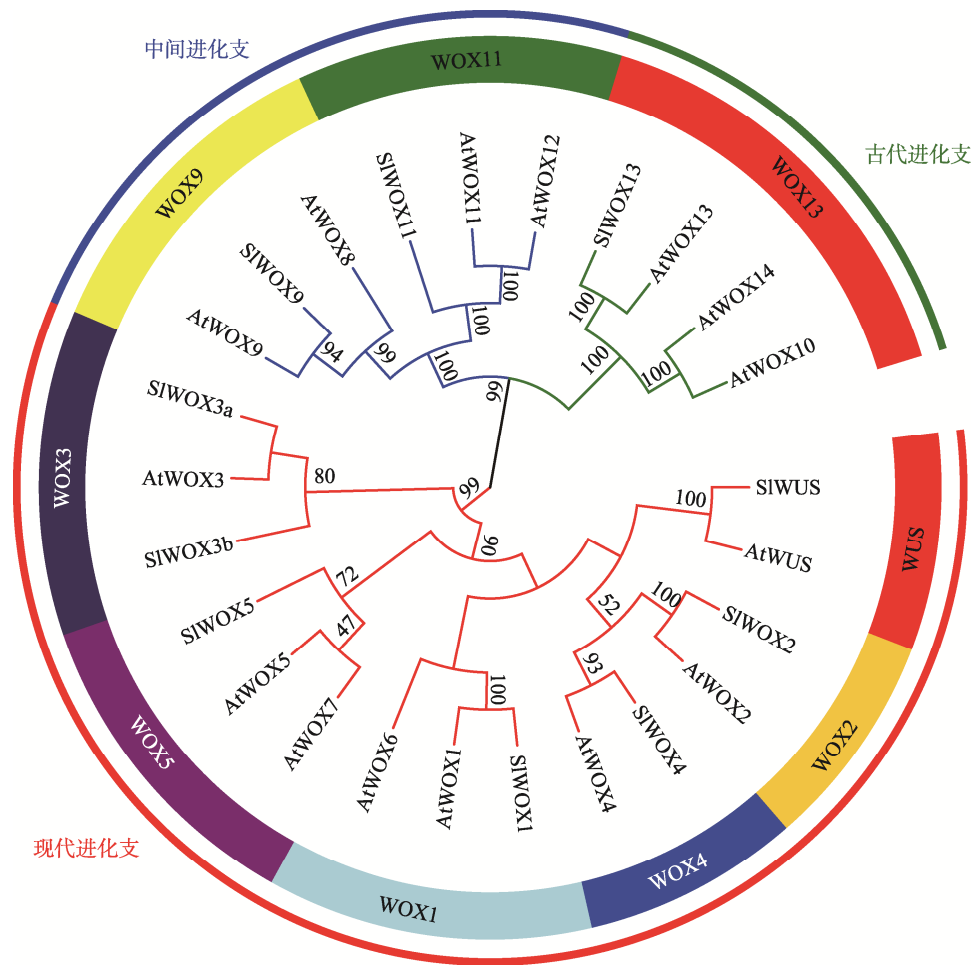 中间进化支
古代进化支
现代进化支
WOX11
WOX13
WUS
WOX2
WOX4
WOX1
WOX5
WOX3
WOX9
AtWOX9
SlWOX9
AtWOX8
SlWOX11
AtWOX11
AtWOX12
SlWOX13
AtWOX13
AtWOX14
AtWOX10
SlWUS
AtWUS
SlWOX2
AtWOX2
SlWOX4
AtWOX4
SlWOX1
AtWOX1
AtWOX6
AtWOX7
AtWOX5
SlWOX5
SlWOX3b
AtWOX3
SlWOX3a
94
99
100
100
100
99
100
100
100
99
80
90
72
47
100
93
52
100
100